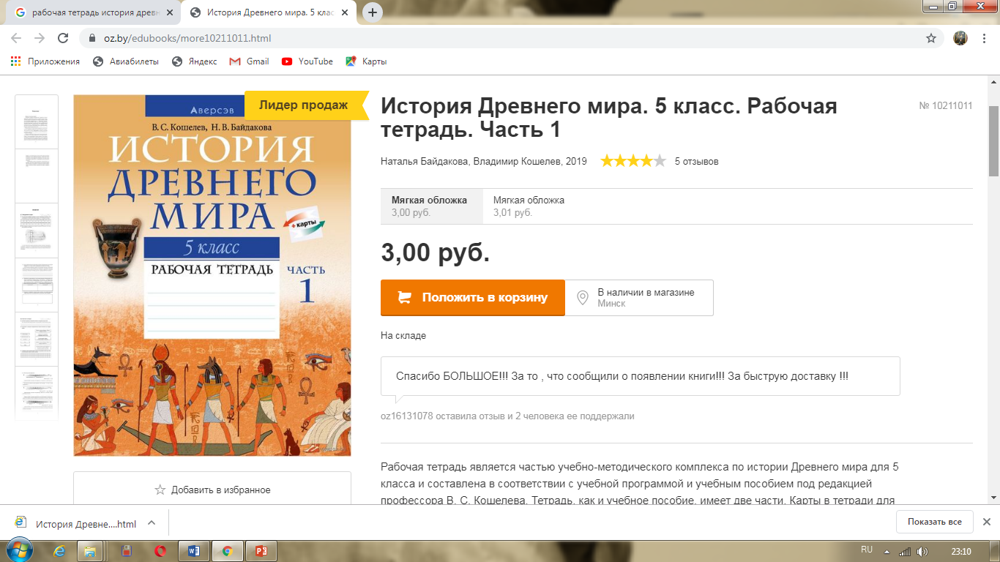 рабочая тетрадь история древн
История Древнего мира. 5 клас
oz.by/edubooks/more10211011.html
Приложения
Авиабилеты
Яндекс
Gmail
YouTube
Карты
Аверсэв
В. С. Кошелев, Н. В. Байдакова
ИСТОРИЯ
ДРЕВНЕГО
МИРА
+ карты
5 класс
РАБОЧАЯ ТЕТРАДЬ
ЧАСТЬ
1
Лидер продаж
Добавить в избранное
История Древнего мира. 5 класс. Рабочая
тетрадь. Часть 1
№ 10211011
Наталья Байдакова, Владимир Кошелев, 2019
5 отзывов
Мягкая обложка
3,00 руб.
Мягкая обложка
3,01 руб.
3,00 руб.
Положить в корзину
В наличии в магазине
Минск
На складе
Спасибо БОЛЬШОЕ!!! За то , что сообщили о появлении книги!!! За быструю доставку !!!
oz16131078 оставила отзыв и 2 человека ее поддержали
Рабочая тетрадь является частью учебно-методического комплекса по истории Древнего мира для 5
класса и составлена в соответствии с учебной программой и учебным пособием под редакцией
профессора В. С. Кошелева. Тетрадь, как и учебное пособие, имеет две части. Карты в тетради для
История Древне....html
Показать все
RU
23:10